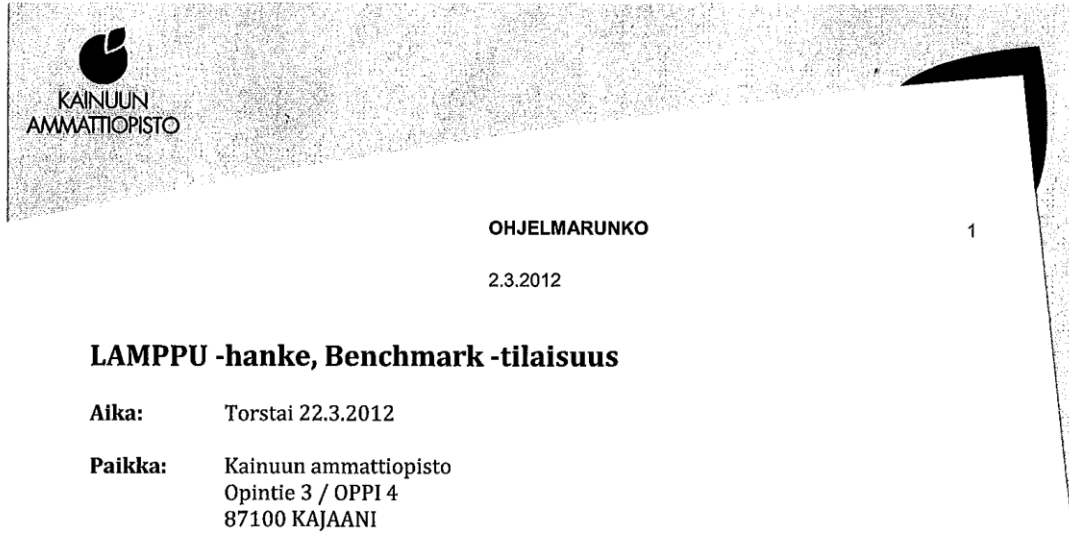 KAINUUN
AMMATTIOPISTO
OHJELMARUNKO 1
2.3.2012
LAMPPU -hanke, Benchmark -tilaisuus
Aika: Torstai 22.3.2012
Paikka: Kainuun ammattiopisto
Opintie 3 / OPPI 4
87100 KAJAANI